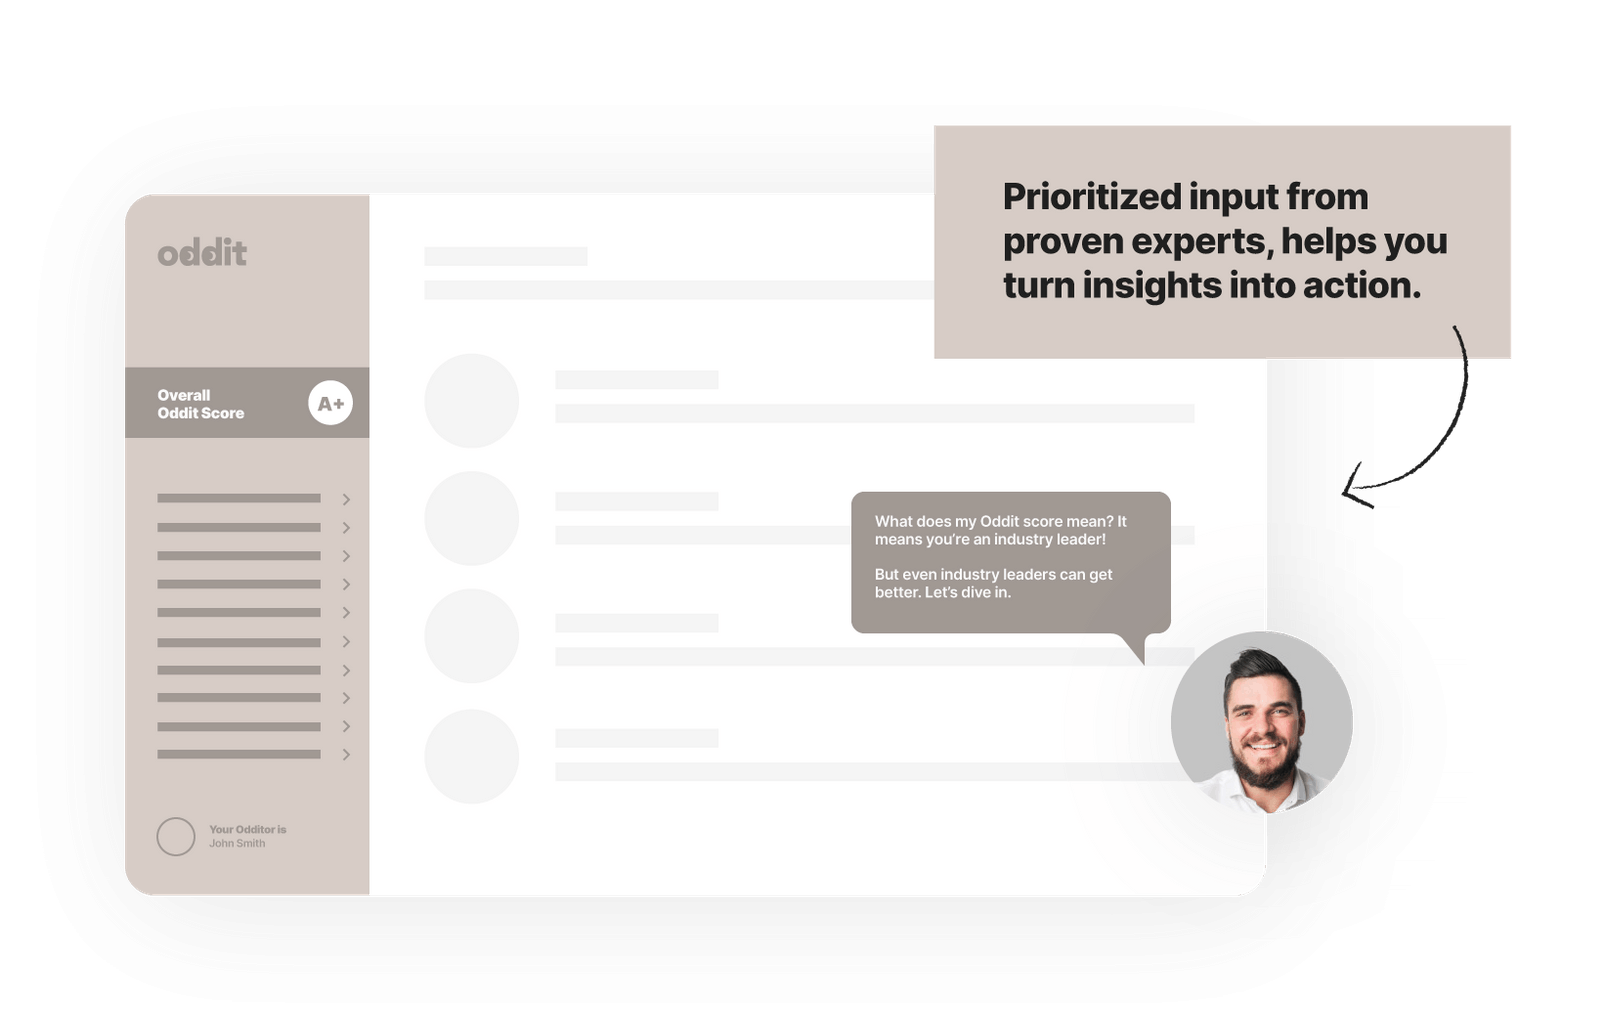 oddit
Overall
Oddit Score
A+
Your Odditor is
John Smith
Prioritized input from
proven experts, helps you
turn insights into action.
What does my Oddit score mean? It
means you’re an industry leader!
But even industry leaders can get
better. Let’s dive in.